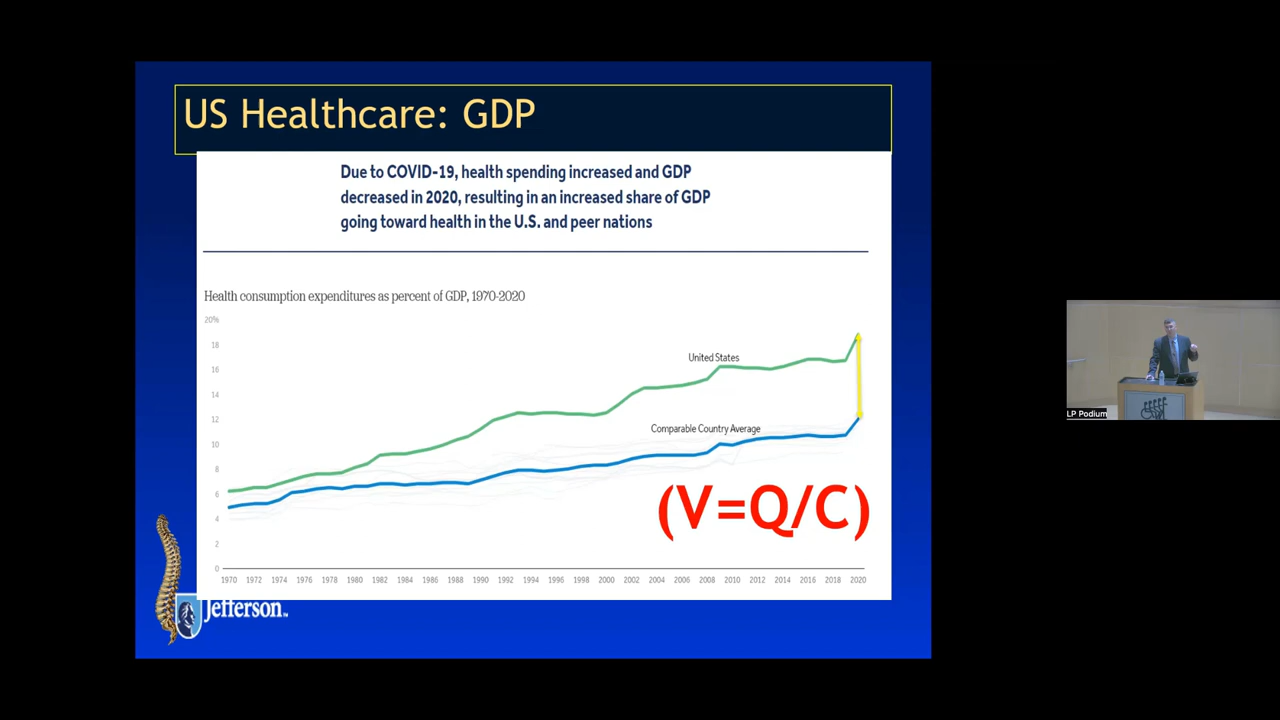 US Healthcare: GDP
Due to COVID-19, health spending increased and GDP
decreased in 2020, resulting in an increased share of GDP
going toward health in the U.S. and peer nations
Health consumption expenditures as percent of GDP, 1970-2020
20%
18
16
14
12
10
8
6
4
2
0
United States
Comparable Country Average
(V=Q/C)
1970 1972 1974 1976 1978 1980 1982 1984 1986 1988 1990 1992 1994 1996 1998 2000 2002 2004 2006 2008 2010 2012 2014 2016 2018 2020
Jefferson™
LP Podium